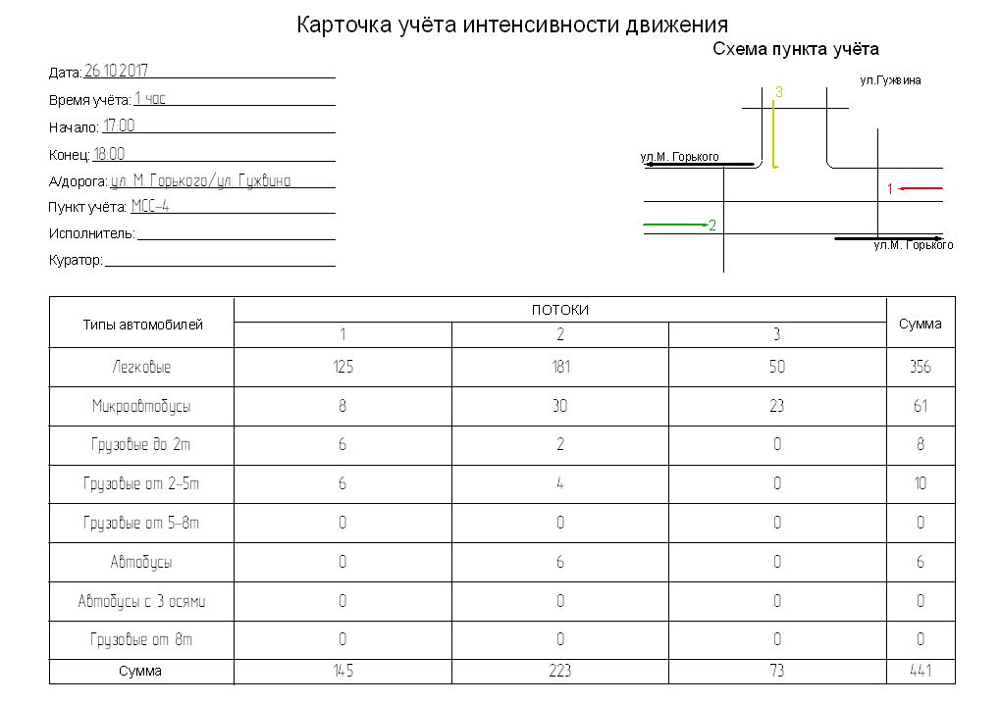 Карточка учёта интенсивности движения
Схема пункта учёта
Дата: 26.10.2017
Время учёта: 1 час
Начало: 17:00
Конец: 18:00
А/дорога: ул. М. Горького/ул. Гужвина
Пункт учёта: МСС-4
Исполнитель:
Куратор:
ул.Гужвина
3
ул.М. Горького
1
2
ул.М. Горького
Типы автомобилей ПОТОКИ Сумма
1 2 3
Легковые 125 181 50 356
Микроавтобусы 8 30 23 61
Грузовые до 2т 6 2 0 8
Грузовые от 2-5т 6 4 0 10
Грузовые от 5-8т 0 0 0 0
Автобусы 0 6 0 6
Автобусы с 3 осями 0 0 0 0
Грузовые от 8т 0 0 0 0
Сумма 145 223 73 441